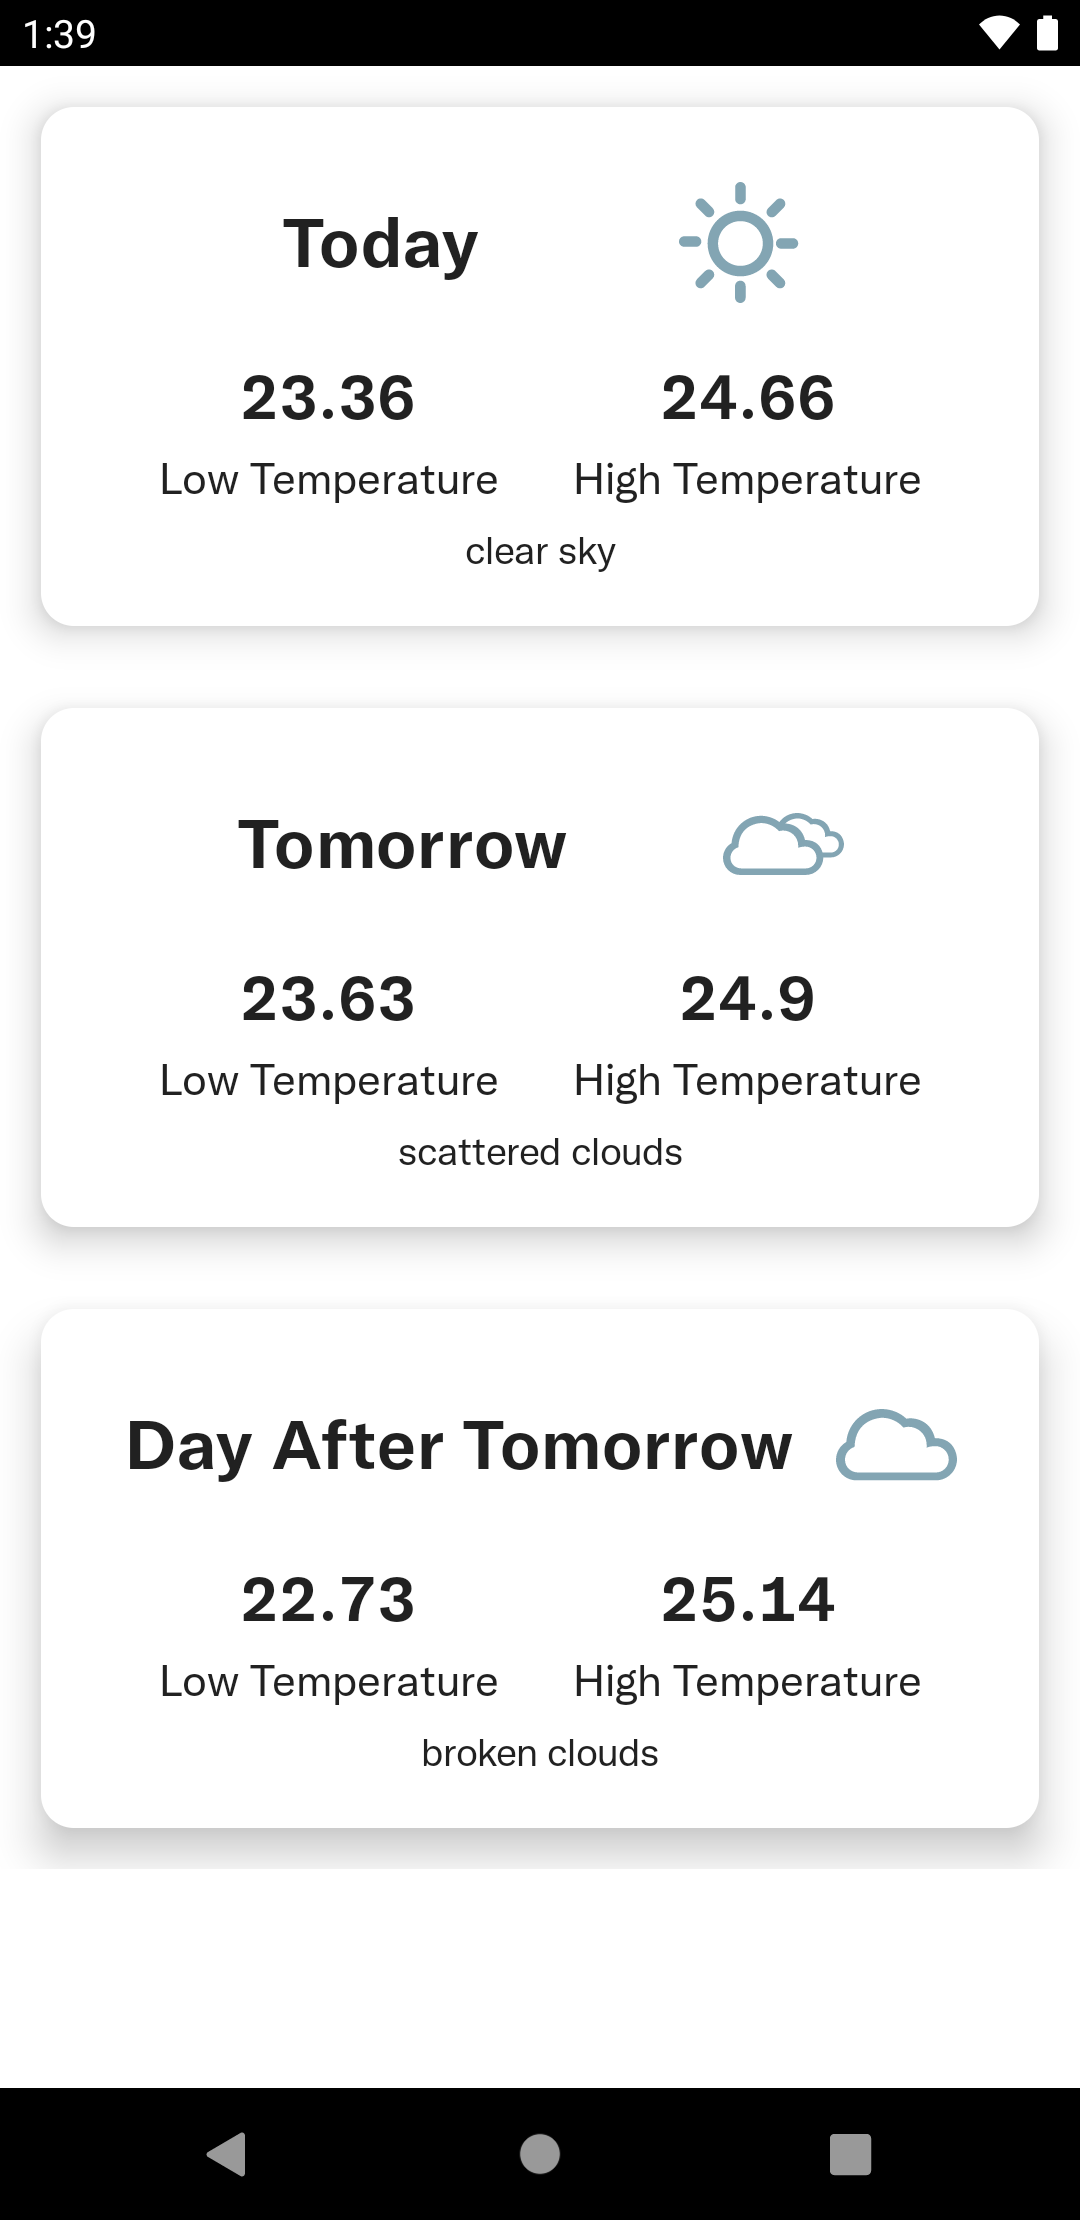 1:39
Today
23.36 24.66
Low Temperature High Temperature
clear sky
Tomorrow
23.63 24.9
Low Temperature High Temperature
scattered clouds
Day After Tomorrow
22.73 25.14
Low Temperature High Temperature
broken clouds